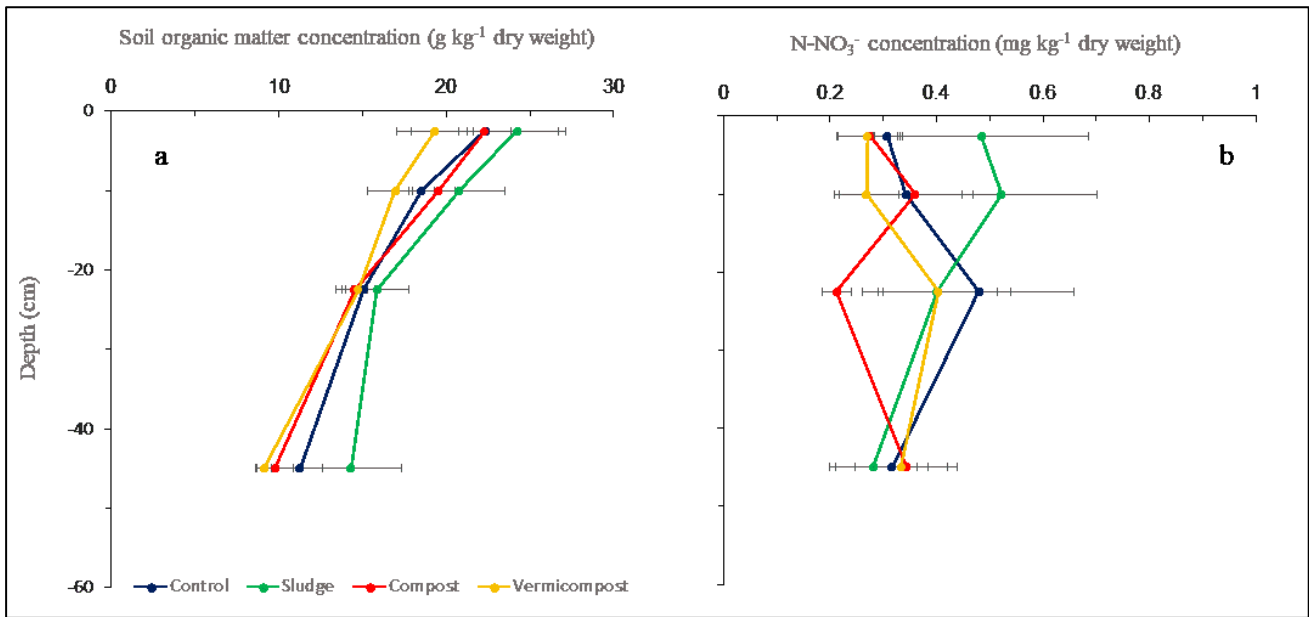 Soil organic matter concentration (g kg⁻¹ dry weight)
N-NO₃⁻ concentration (mg kg⁻¹ dry weight)
0 10 20 30
0 0.2 0.4 0.6 0.8 1
0
a
b
-20
Depth (cm)
-40
-60
Control Sludge Compost Vermicompost